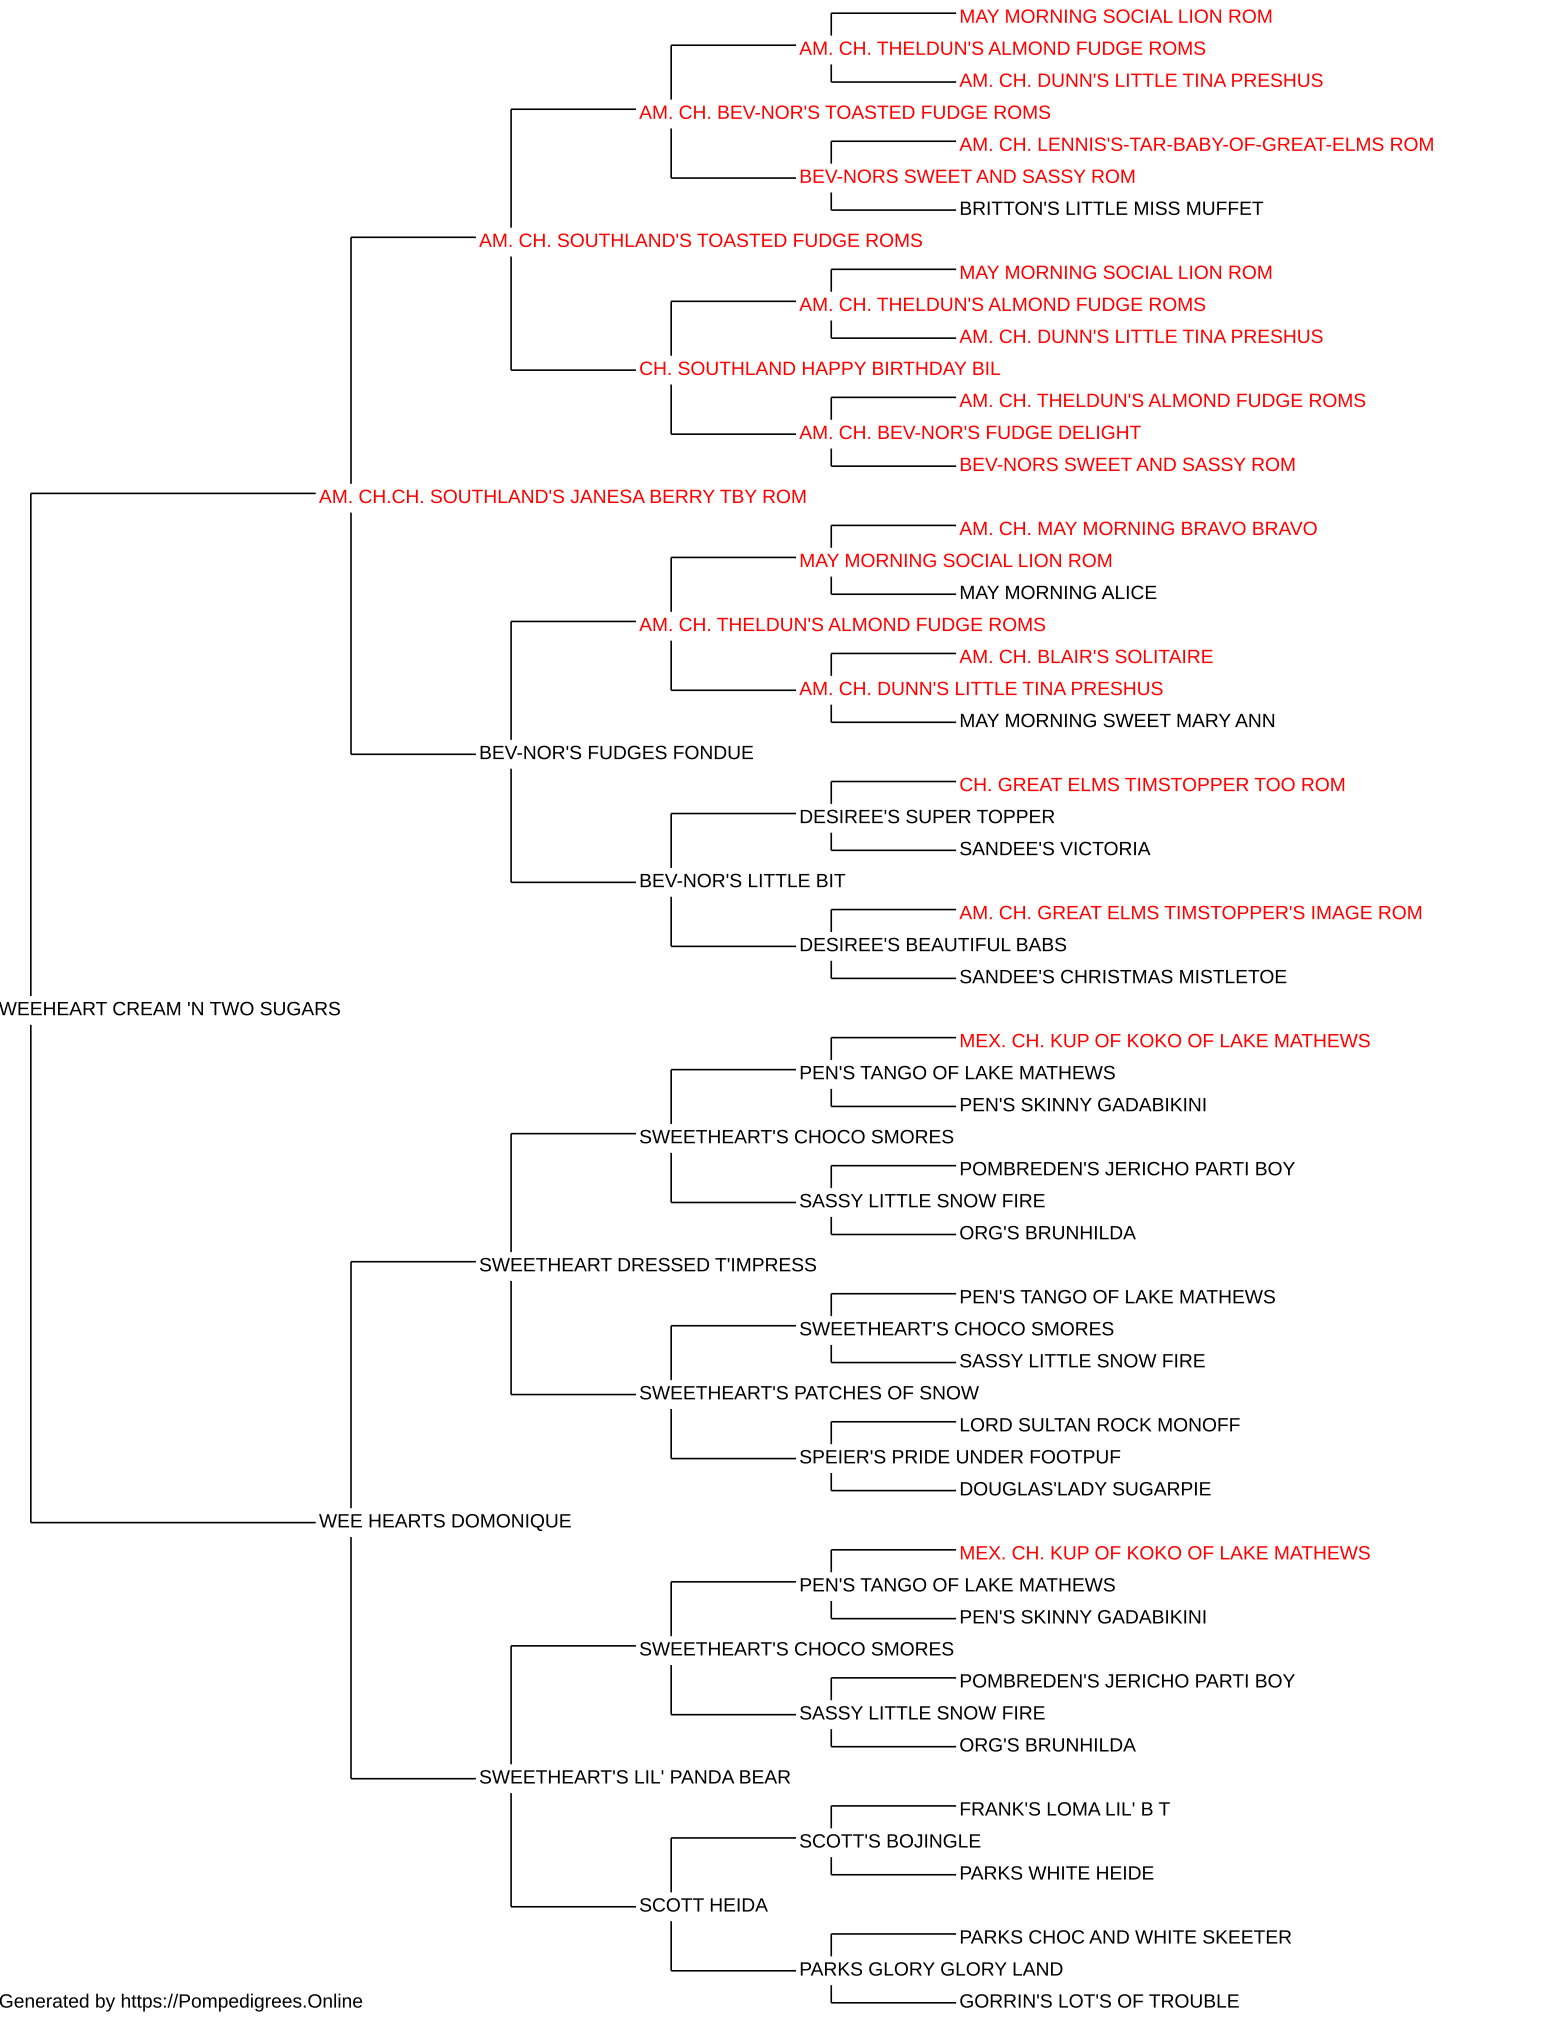 MAY MORNING SOCIAL LION ROM
AM. CH. THELDUN'S ALMOND FUDGE ROMS
AM. CH. DUNN'S LITTLE TINA PRESHUS
AM. CH. BEV-NOR'S TOASTED FUDGE ROMS
AM. CH. LENNIS'S-TAR-BABY-OF-GREAT-ELMS ROM
BEV-NORS SWEET AND SASSY ROM
BRITTON'S LITTLE MISS MUFFET
AM. CH. SOUTHLAND'S TOASTED FUDGE ROMS
MAY MORNING SOCIAL LION ROM
AM. CH. THELDUN'S ALMOND FUDGE ROMS
AM. CH. DUNN'S LITTLE TINA PRESHUS
CH. SOUTHLAND HAPPY BIRTHDAY BIL
AM. CH. THELDUN'S ALMOND FUDGE ROMS
AM. CH. BEV-NOR'S FUDGE DELIGHT
BEV-NORS SWEET AND SASSY ROM
AM. CH.CH. SOUTHLAND'S JANESA BERRY TBY ROM
AM. CH. MAY MORNING BRAVO BRAVO
MAY MORNING SOCIAL LION ROM
MAY MORNING ALICE
AM. CH. THELDUN'S ALMOND FUDGE ROMS
AM. CH. BLAIR'S SOLITAIRE
AM. CH. DUNN'S LITTLE TINA PRESHUS
MAY MORNING SWEET MARY ANN
BEV-NOR'S FUDGES FONDUE
CH. GREAT ELMS TIMSTOPPER TOO ROM
DESIREE'S SUPER TOPPER
SANDEE'S VICTORIA
BEV-NOR'S LITTLE BIT
AM. CH. GREAT ELMS TIMSTOPPER'S IMAGE ROM
DESIREE'S BEAUTIFUL BABS
SANDEE'S CHRISTMAS MISTLETOE
WEEHEART CREAM 'N TWO SUGARS
MEX. CH. KUP OF KOKO OF LAKE MATHEWS
PEN'S TANGO OF LAKE MATHEWS
PEN'S SKINNY GADABIKINI
SWEETHEART'S CHOCO SMORES
POMBREDEN'S JERICHO PARTI BOY
SASSY LITTLE SNOW FIRE
ORG'S BRUNHILDA
SWEETHEART DRESSED T'IMPRESS
PEN'S TANGO OF LAKE MATHEWS
SWEETHEART'S CHOCO SMORES
SASSY LITTLE SNOW FIRE
SWEETHEART'S PATCHES OF SNOW
LORD SULTAN ROCK MONOFF
SPEIER'S PRIDE UNDER FOOTPUF
DOUGLAS'LADY SUGARPIE
WEE HEARTS DOMONIQUE
MEX. CH. KUP OF KOKO OF LAKE MATHEWS
PEN'S TANGO OF LAKE MATHEWS
PEN'S SKINNY GADABIKINI
SWEETHEART'S CHOCO SMORES
POMBREDEN'S JERICHO PARTI BOY
SASSY LITTLE SNOW FIRE
ORG'S BRUNHILDA
SWEETHEART'S LIL' PANDA BEAR
FRANK'S LOMA LIL' B T
SCOTT'S BOJINGLE
PARKS WHITE HEIDE
SCOTT HEIDA
PARKS CHOC AND WHITE SKEETER
PARKS GLORY GLORY LAND
GORRIN'S LOT'S OF TROUBLE
Generated by https://Pompedigrees.Online